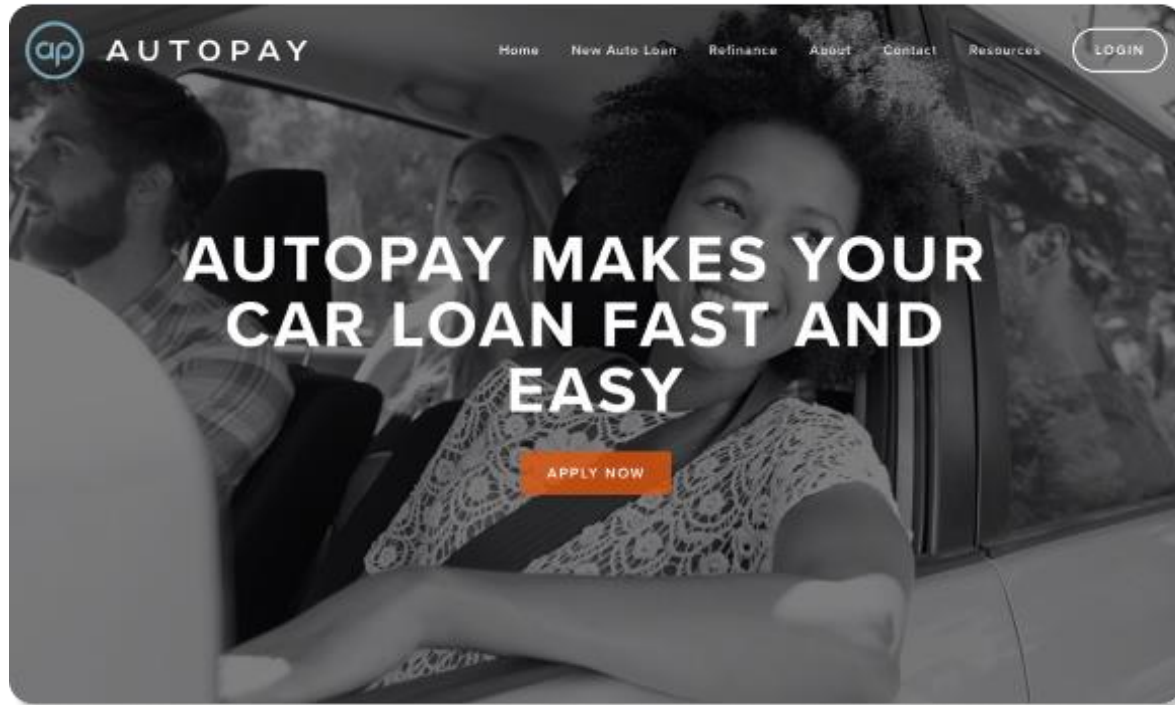 ap AUTOPAY
Home New Auto Loan Refinance About Contact Resources LOGIN
AUTOPAY MAKES YOUR
CAR LOAN FAST AND
EASY
APPLY NOW